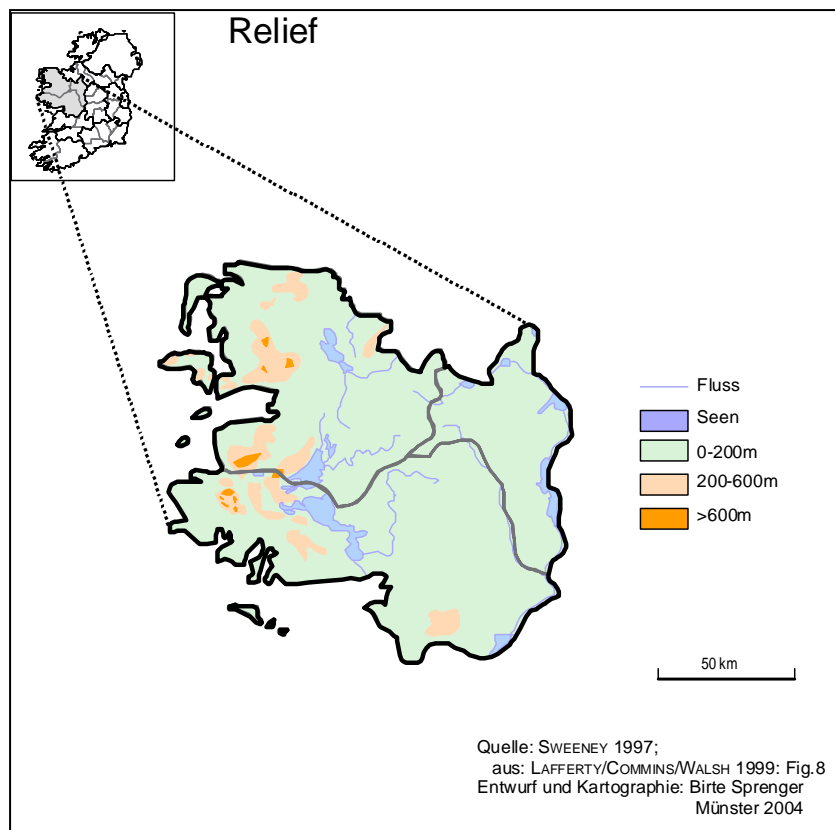 Relief
Fluss
Seen
0-200m
200-600m
>600m
50 km
Quelle: SWEENEY 1997;
aus: LAFFERTY/COMMINS/WALSH 1999: Fig.8
Entwurf und Kartographie: Birte Sprenger
Münster 2004